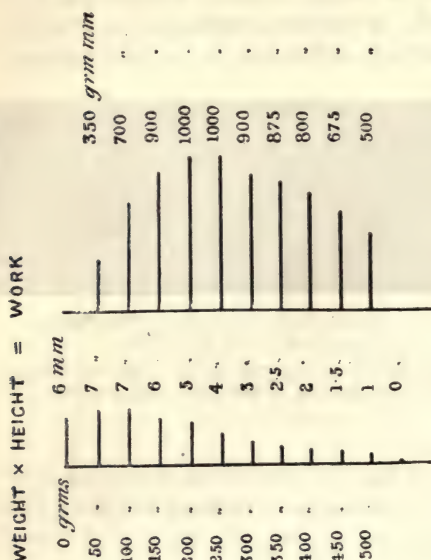 WEIGHT × HEIGHT = WORK
0 grms 6 mm
50 " 7 " 350 grm mm
100 " 7 " 700 "
150 " 6 " 900 "
200 " 5 " 1000 "
250 " 4 " 1000 "
300 " 3 " 900 "
350 " 2·5 " 875 "
400 " 2 " 800 "
450 " 1·5 " 675 "
500 " 1 " 500 "
0 "